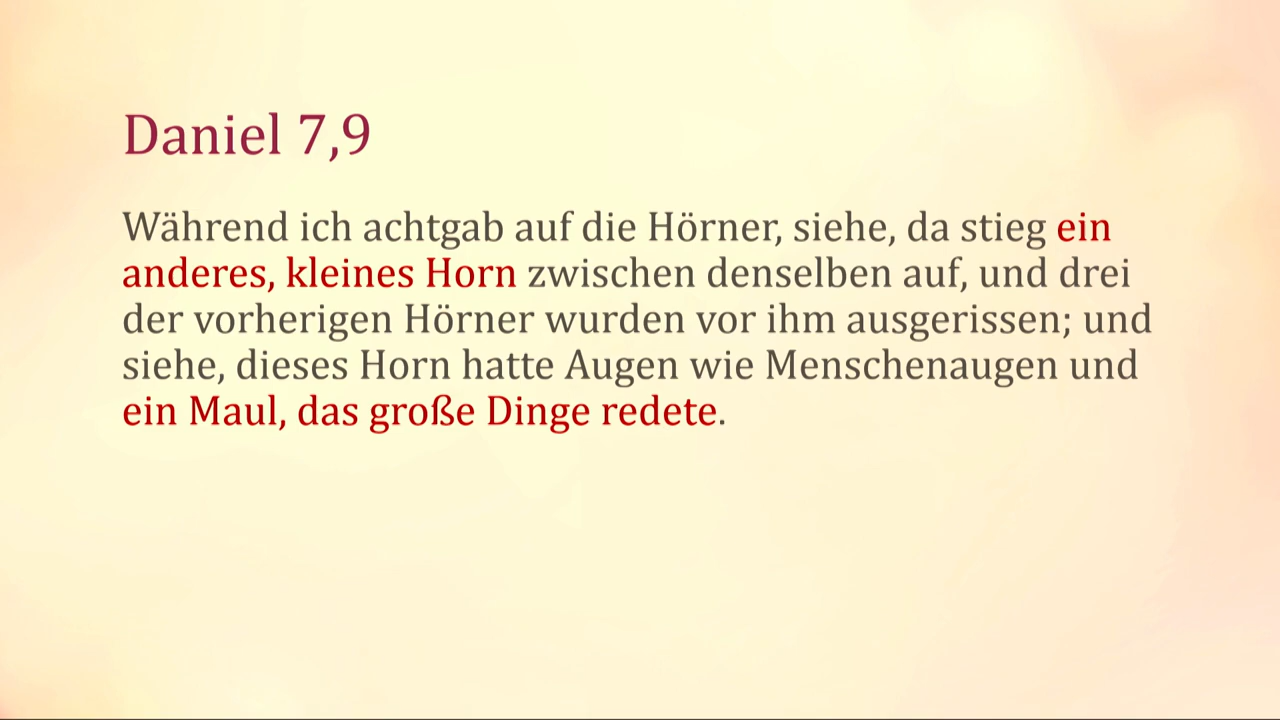 Daniel 7,9
Während ich achtgab auf die Hörner, siehe, da stieg ein
anderes, kleines Horn zwischen denselben auf, und drei
der vorherigen Hörner wurden vor ihm ausgerissen; und
siehe, dieses Horn hatte Augen wie Menschenaugen und
ein Maul, das große Dinge redete.